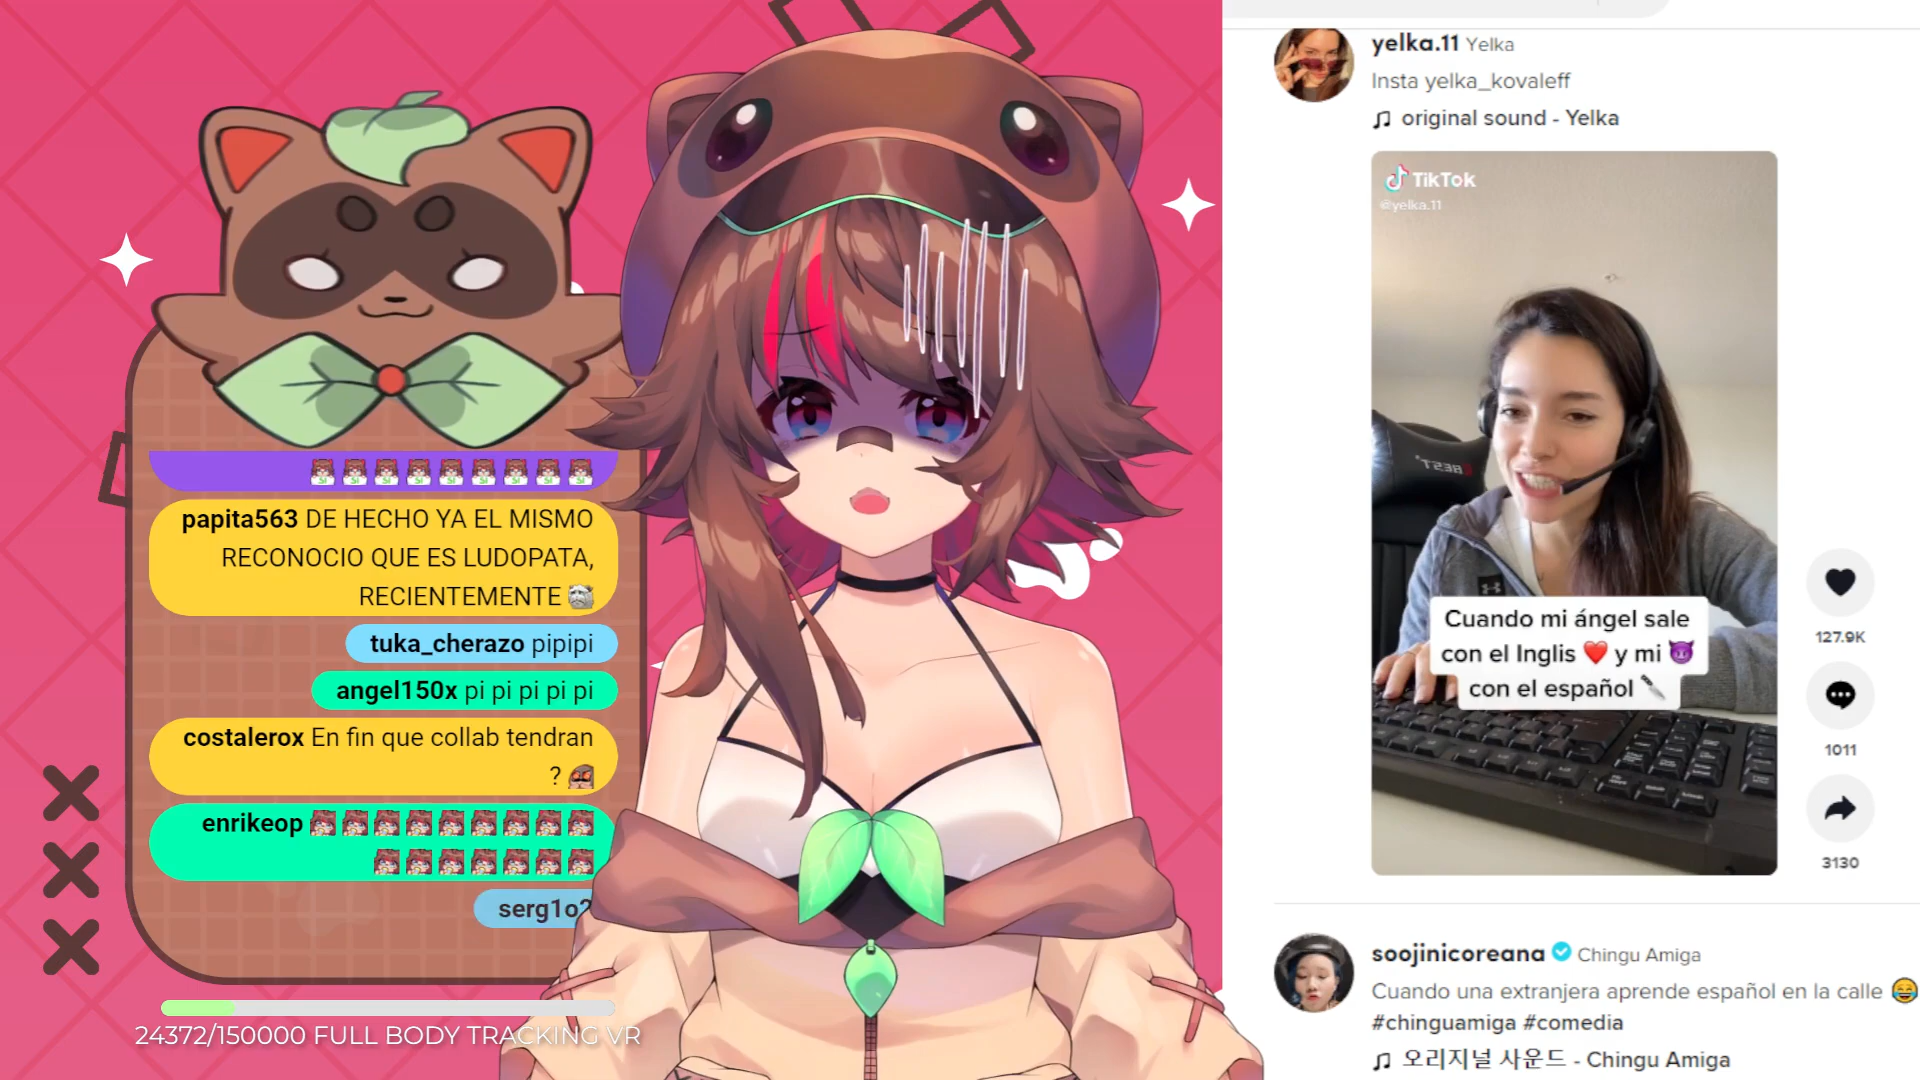 papita563 DE HECHO YA EL MISMO
RECONOCIO QUE ES LUDOPATA,
RECIENTEMENTE
tuka_cherazo pipipi
angel150x pi pi pi pi pi
costalerox En fin que collab tendran
?
enrikeop
serg1o2
24372/150000 FULL BODY TRACKING VR
yelka.11 Yelka
Insta yelka_kovaleff
original sound - Yelka
TikTok
@yelka.11
Cuando mi ángel sale
con el Inglis ❤️ y mi 😈
con el español 🔪
127.9K
1011
3130
soojinicoreana Chingu Amiga
Cuando una extranjera aprende español en la calle 😂
#chinguamiga #comedia
오리지널 사운드 - Chingu Amiga